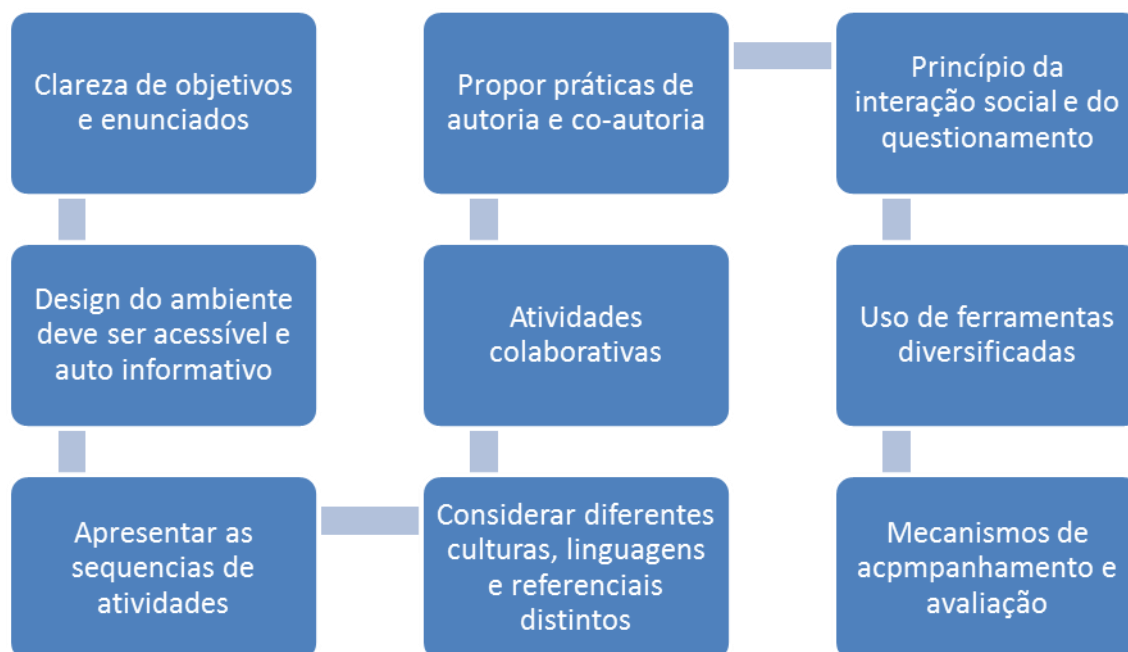 Clareza de objetivos
e enunciados
Design do ambiente
deve ser acessível e
auto informativo
Apresentar as
sequencias de
atividades
Considerar diferentes
culturas, linguagens
e referenciais
distintos
Atividades
colaborativas
Propor práticas de
autoria e co-autoria
Princípio da
interação social e do
questionamento
Uso de ferramentas
diversificadas
Mecanismos de
acpmpanhamento e
avaliação